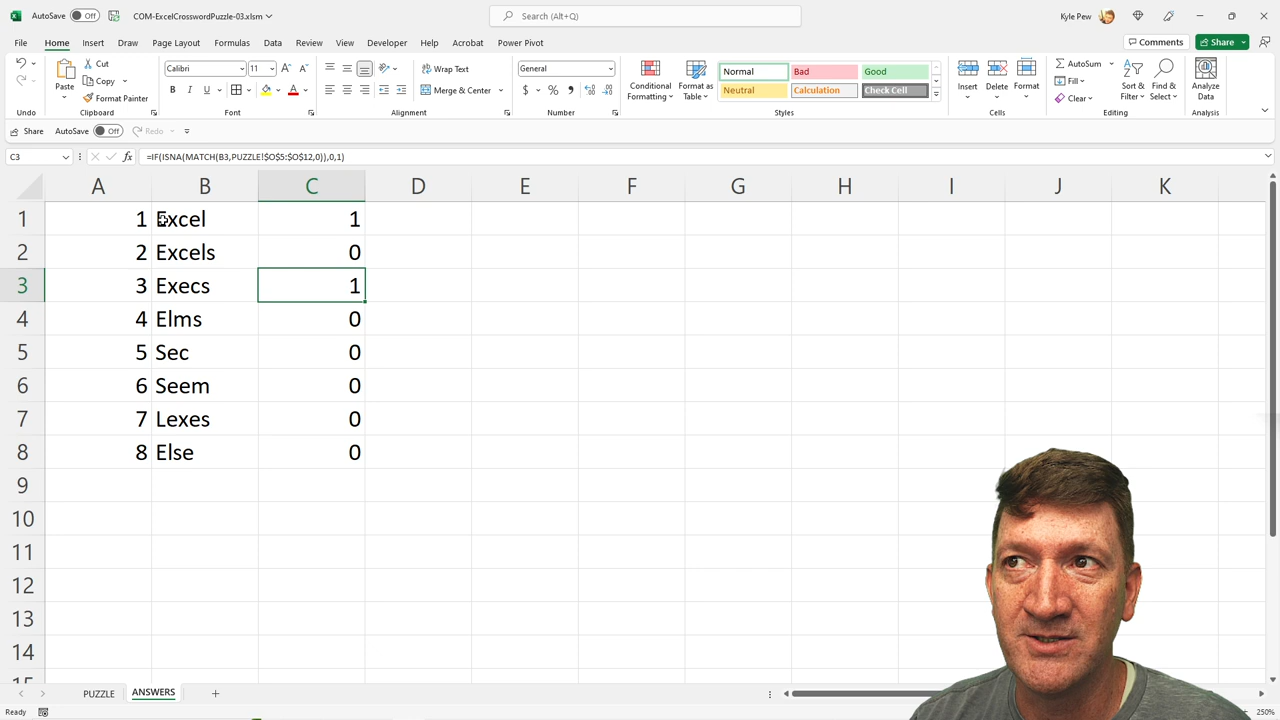 AutoSave Off COM-ExcelCrosswordPuzzle-03.xlsm Search (Alt+Q) Kyle Pew
File Home Insert Draw Page Layout Formulas Data Review View Developer Help Acrobat PowerPivot Comments Share
Paste Cut Copy Format Painter
Calibri 11
B I U
Wrap Text
Merge & Center
General
$ %
Conditional Formatting
Format as Table
Normal Bad Good
Neutral Calculation Check Cell
Insert Delete Format
AutoSum
Fill
Clear
Sort & Filter
Find & Select
Analyze Data
Undo Clipboard Font Alignment Number Styles Cells Editing Analysis
Share AutoSave Off Redo
C3 fx =IF(ISNA(MATCH(B3,PUZZLE!$O$5:$O$12,0)),0,1)
A B C D E F G H I J K
1 1 Excel 1
2 2 Excels 0
3 3 Execs 1
4 4 Elms 0
5 5 Sec 0
6 6 Seem 0
7 7 Lexes 0
8 8 Else 0
9
10
11
12
13
14
PUZZLE ANSWERS
Ready 250%